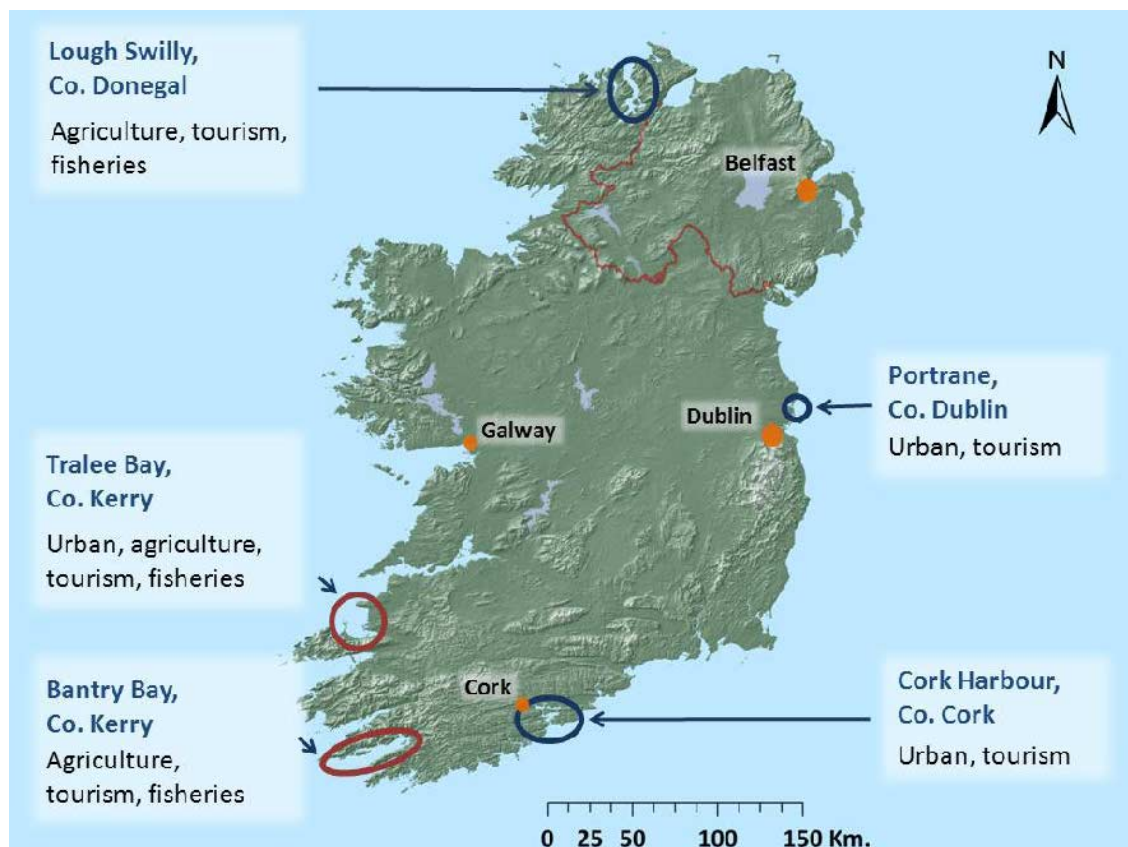 Lough Swilly,
Co. Donegal
Agriculture, tourism,
fisheries
N
Belfast
Portrane,
Co. Dublin
Urban, tourism
Dublin
Galway
Tralee Bay,
Co. Kerry
Urban, agriculture,
tourism, fisheries
Bantry Bay,
Co. Kerry
Agriculture,
tourism, fisheries
Cork
Cork Harbour,
Co. Cork
Urban, tourism
0 25 50 100 150 Km.